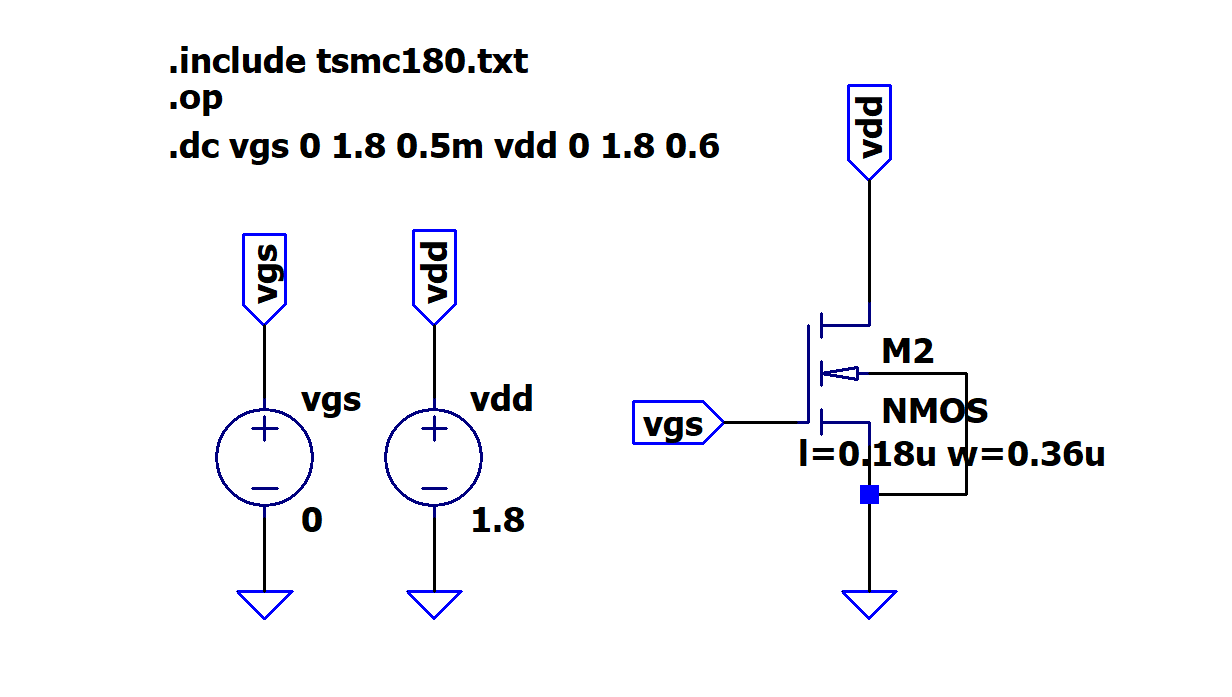 .include tsmc180.txt
.op
.dc vgs 0 1.8 0.5m vdd 0 1.8 0.6
vdd
vgs
vdd
vgs
0
vdd
1.8
vgs
M2
NMOS
l=0.18u w=0.36u